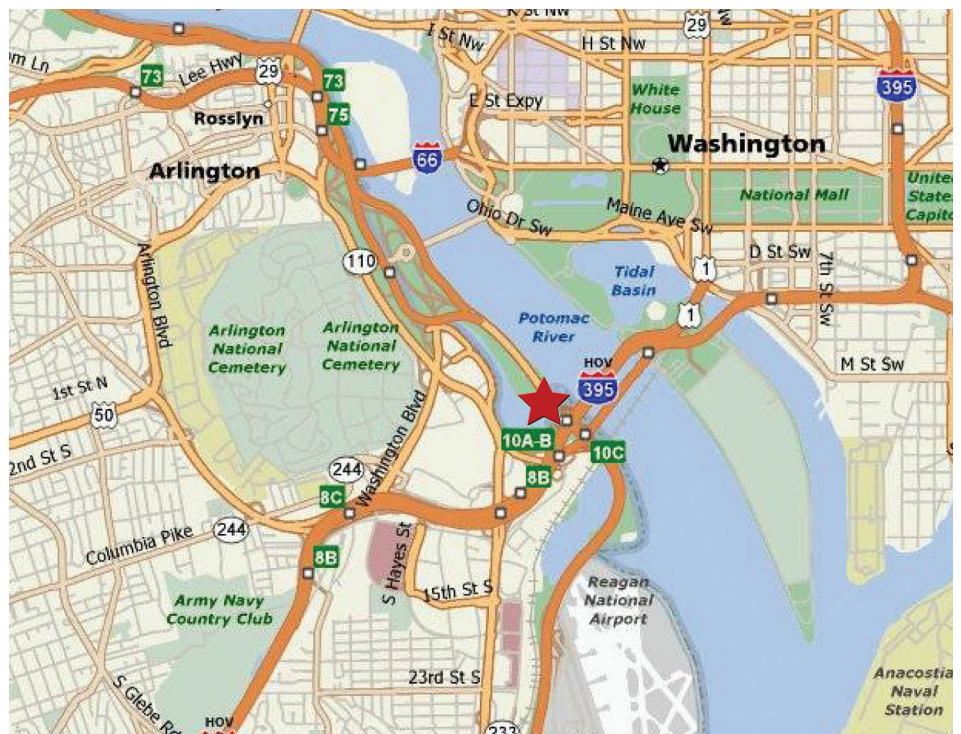 K St Nw
I St Nw
H St Nw
29
Nw
om Ln
73
Lee Hwy
29
73
395
White
House
E St Expy
Rosslyn
75
Washington
66
Arlington
National Mall
United
States
Capito
Ohio Dr Sw
Maine Ave Sw
110
Arlington Blvd
D St Sw
7th St Sw
1
Tidal
Basin
1
Potomac
River
Arlington
National
Cemetery
Arlington
National
Cemetery
HOV
395
M St Sw
1st St N
50
Washington Blvd
10A-B
10C
2nd St S
244
8B
8C
244
Columbia Pike
8B
S Hayes St
15th St S
Reagan
National
Airport
Army Navy
Country Club
23rd St S
S Glebe Rd
HOV
233
Anacostia
Naval
Station